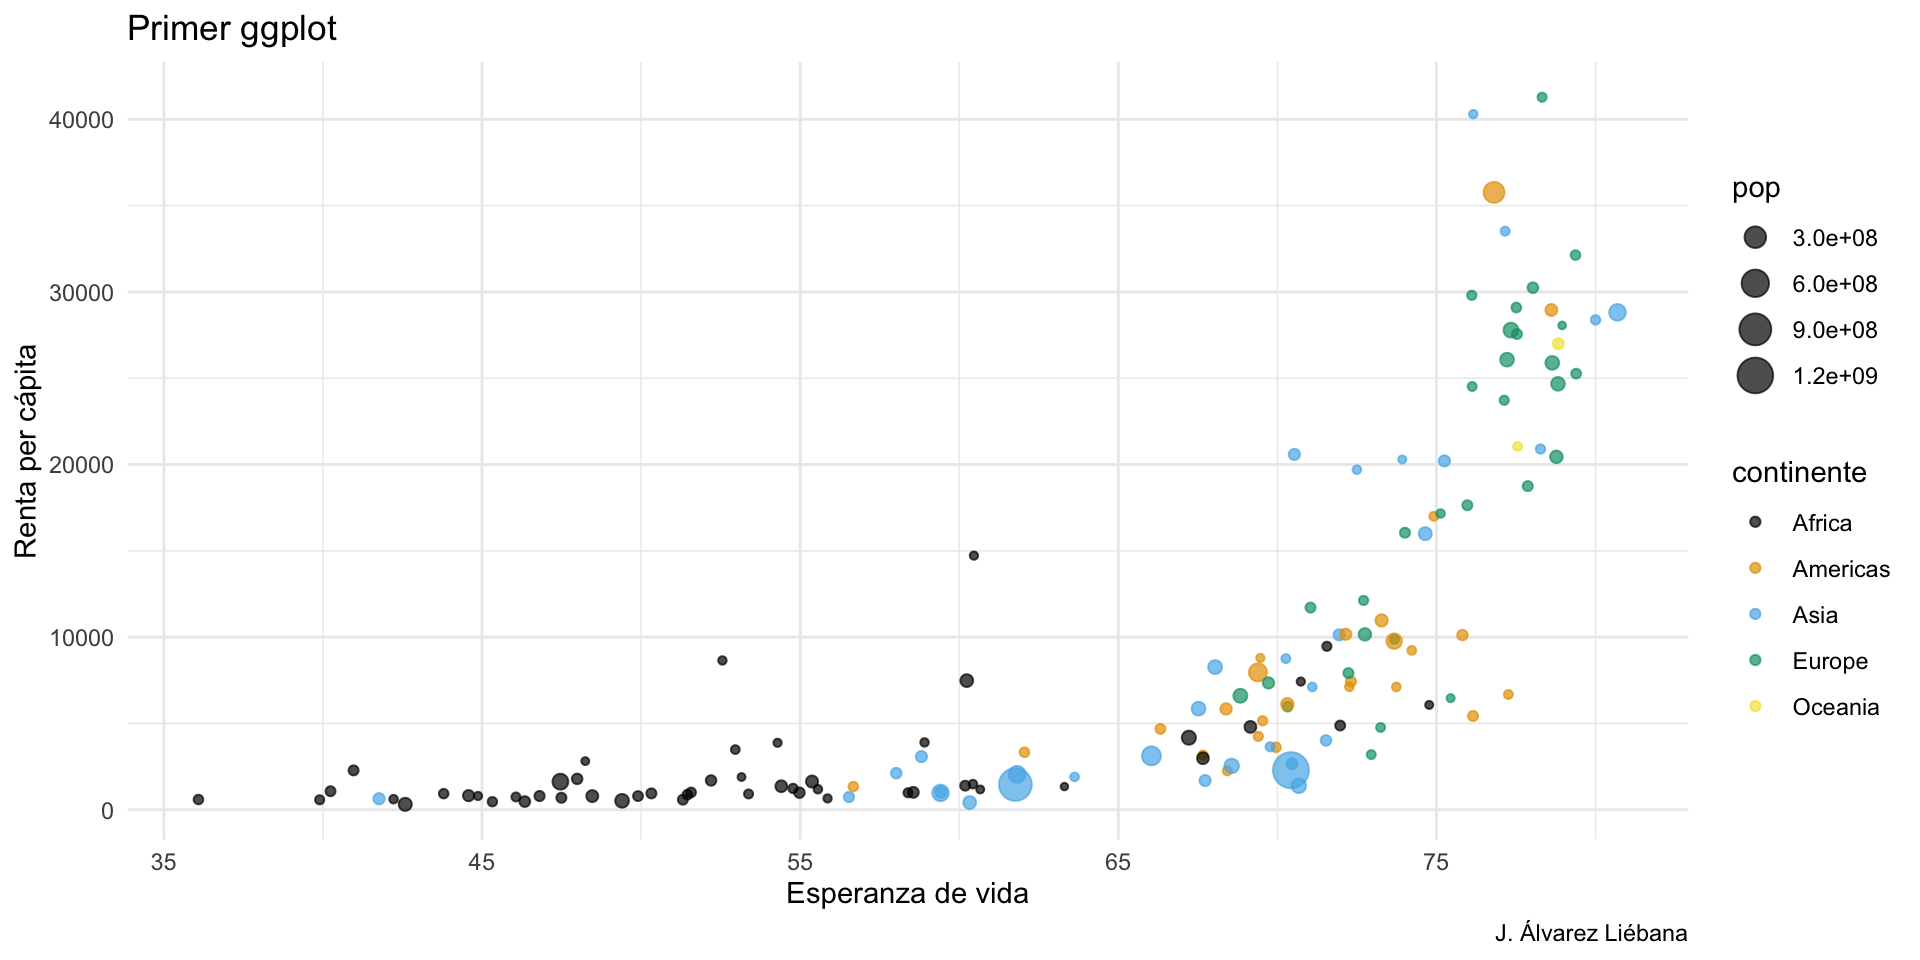 Primer ggplot
40000
30000
20000
10000
0
Renta per cápita
35 45 55 65 75
Esperanza de vida
J. Álvarez Liébana
pop
3.0e+08
6.0e+08
9.0e+08
1.2e+09
continente
Africa
Americas
Asia
Europe
Oceania